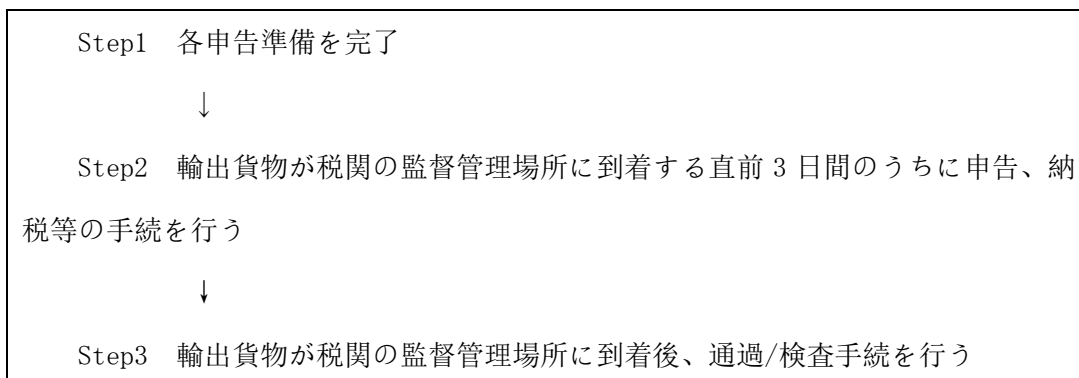 Step1　各申告準備を完了
↓
Step2　輸出貨物が税関の監督管理場所に到着する直前 3 日間のうちに申告、納
税等の手続を行う
↓
Step3　輸出貨物が税関の監督管理場所に到着後、通過/検査手続を行う